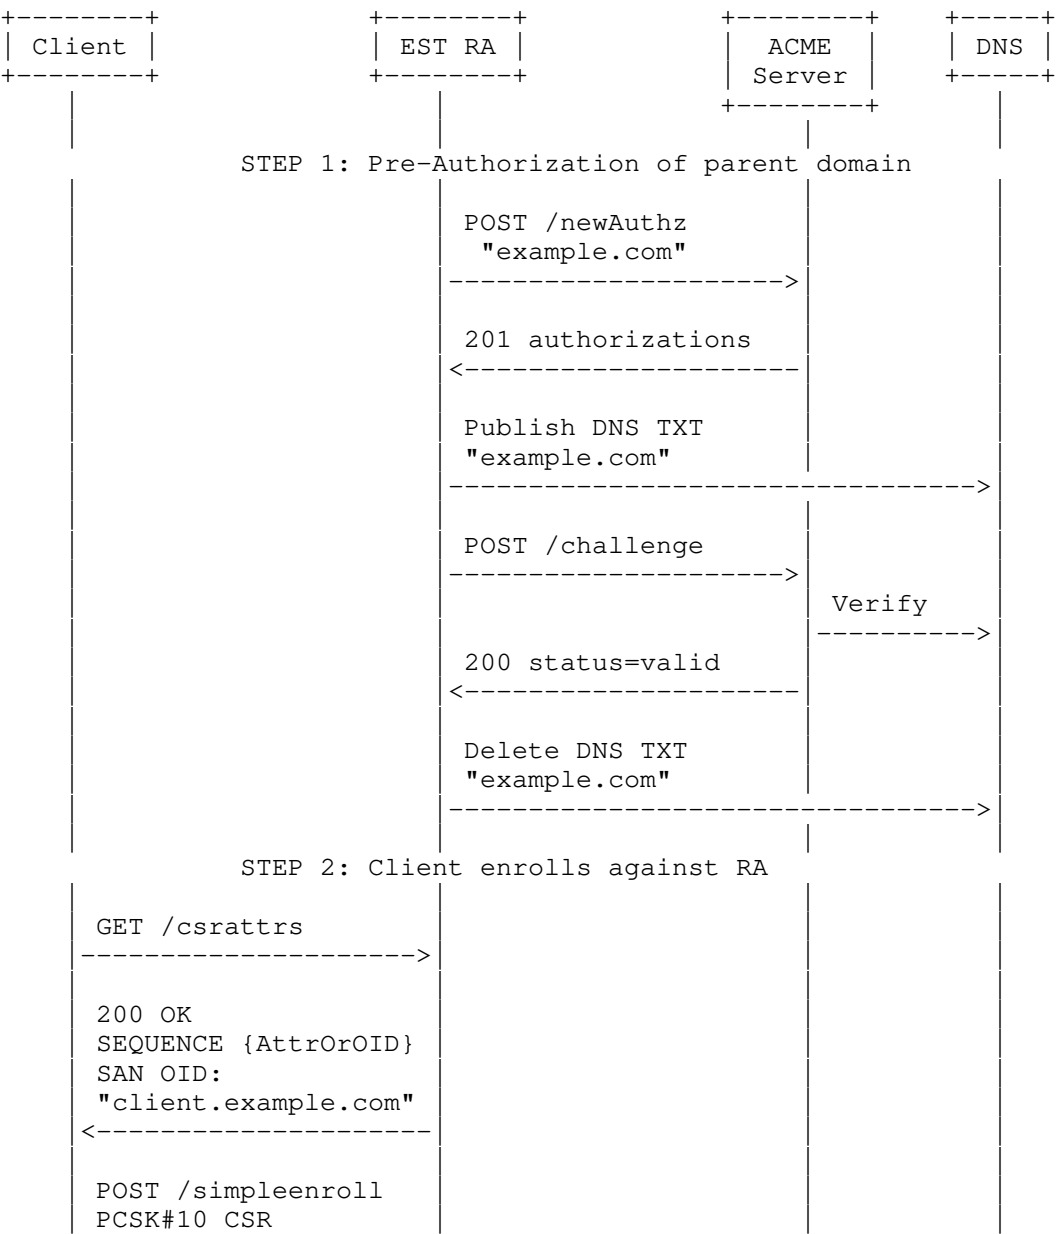 +--------+             +--------+            +--------+    +-----+
| Client |             | EST RA |            |  ACME  |    | DNS |
+--------+             +--------+            | Server |    +-----+
    |                      |                 +--------+       |
    |                      |                      |           |
               STEP 1: Pre-Authorization of parent domain
    |                      |                      |           |
    |                      | POST /newAuthz       |           |
    |                      |  "example.com"       |           |
    |                      |--------------------->|           |
    |                      |                      |           |
    |                      | 201 authorizations   |           |
    |                      |<---------------------|           |
    |                      |                      |           |
    |                      | Publish DNS TXT      |           |
    |                      | "example.com"        |           |
    |                      |--------------------------------->|
    |                      |                      |           |
    |                      | POST /challenge      |           |
    |                      |--------------------->|           |
    |                      |                      | Verify    |
    |                      |                      |---------->|
    |                      | 200 status=valid     |           |
    |                      |<---------------------|           |
    |                      |                      |           |
    |                      | Delete DNS TXT       |           |
    |                      | "example.com"        |           |
    |                      |--------------------------------->|
    |                      |                      |           |
               STEP 2: Client enrolls against RA
    |                      |                      |           |
    | GET /csrattrs        |                      |           |
    |--------------------->|                      |           |
    |                      |                      |           |
    | 200 OK               |                      |           |
    | SEQUENCE {AttrOrOID} |                      |           |
    | SAN OID:             |                      |           |
    | "client.example.com" |                      |           |
    |<---------------------|                      |           |
    |                      |                      |           |
    | POST /simpleenroll   |                      |           |
    | PCSK#10 CSR          |                      |           |